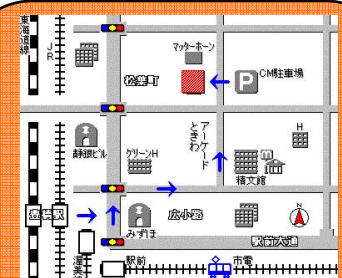 東海道線
JR
マッターホーン
松葉町
P CM駐車場
アーケード
ときわ
静銀ビル
グリーンH
H
M
精文館
豊橋駅
広小路
みずほ
N
駅前大通
渥美線
駅前
市電